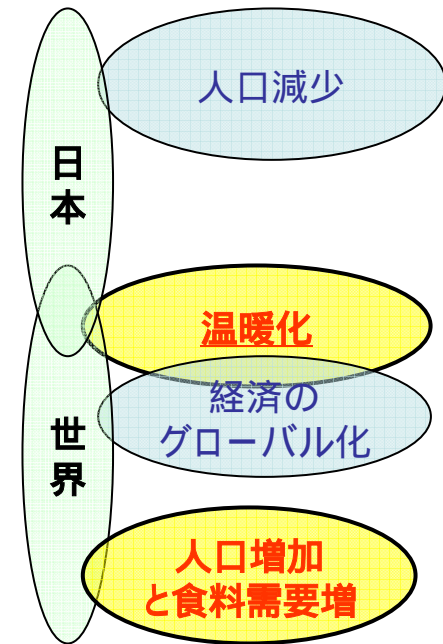 人口減少
日本
温暖化
経済の
グローバル化
世界
人口増加
と食料需要増